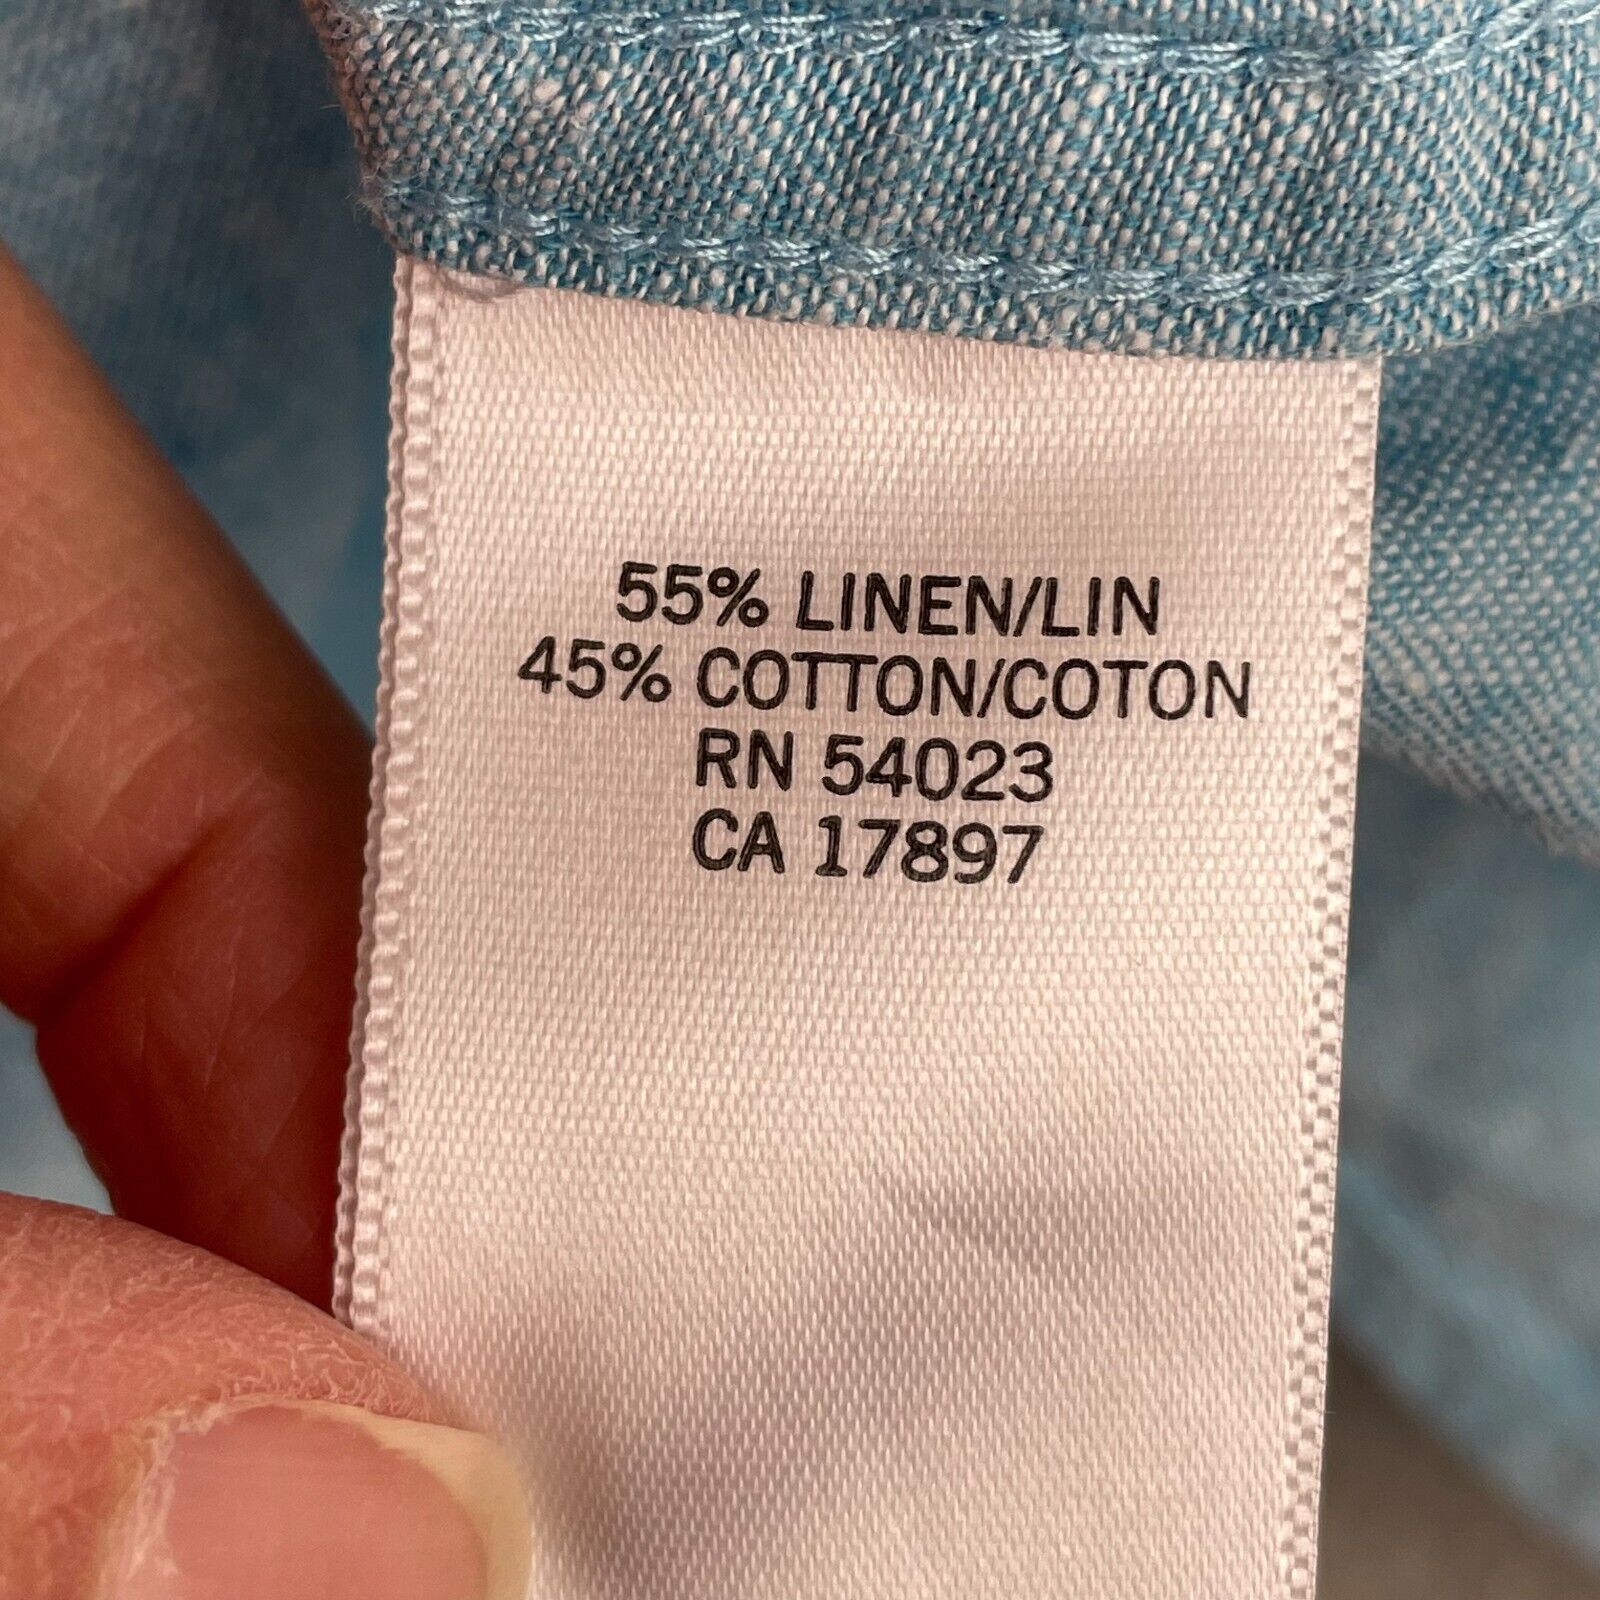 55% LINEN/LIN
45% COTTON/COTON
RN 54023
CA 17897